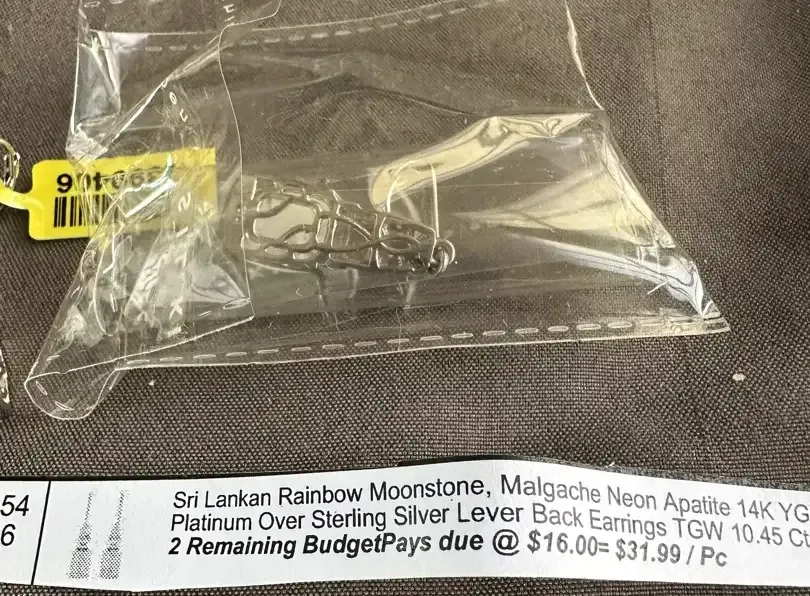 54
6
Sri Lankan Rainbow Moonstone, Malgache Neon Apatite 14K YG
Platinum Over Sterling Silver Lever Back Earrings TGW 10.45 Ct
2 Remaining BudgetPays due @ $16.00= $31.99 / Pc